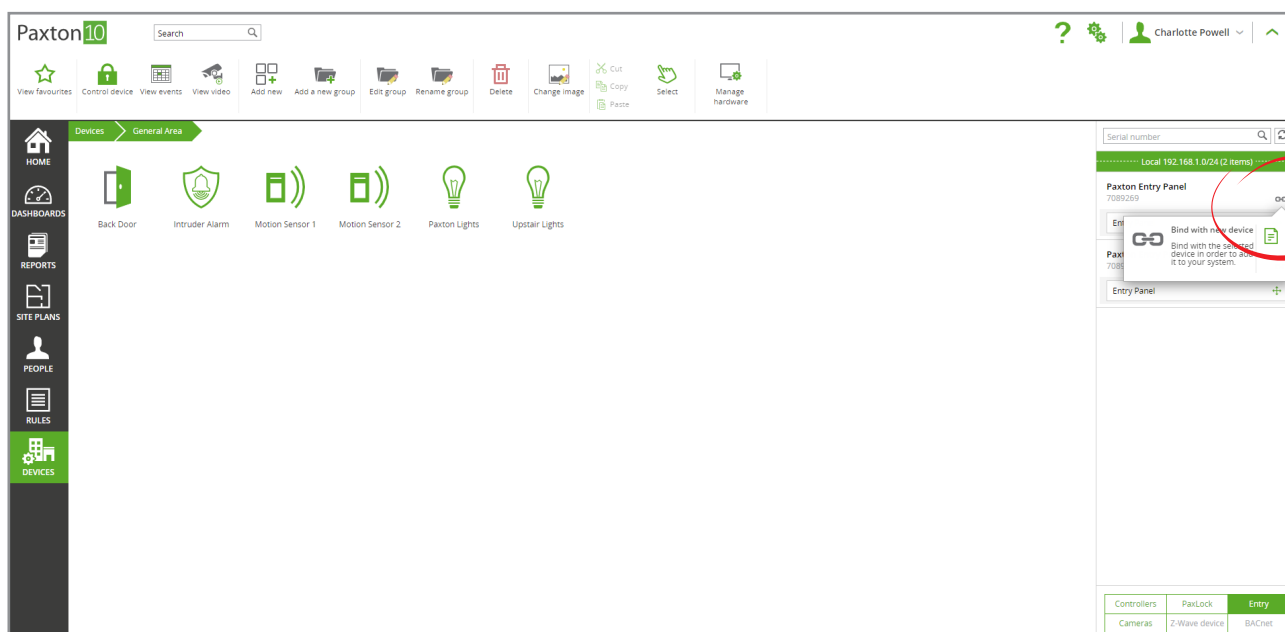 Paxton10
Search
Charlotte Powell
View favourites
Control device
View events
View video
Add new
Add a new group
Edit group
Rename group
Delete
Change image
Cut
Copy
Paste
Select
Manage
hardware
HOME
DASHBOARDS
REPORTS
SITE PLANS
PEOPLE
RULES
DEVICES
Devices
General Area
Back Door
Intruder Alarm
Motion Sensor 1
Motion Sensor 2
Paxton Lights
Upstair Lights
Serial number
Local 192.168.1.0/24 (2 items)
Paxton Entry Panel
7089269
Bind with new device
Bind with the selected
device in order to add
it to your system.
Entry Panel
Controllers
PaxLock
Entry
Cameras
Z-Wave device
BACnet